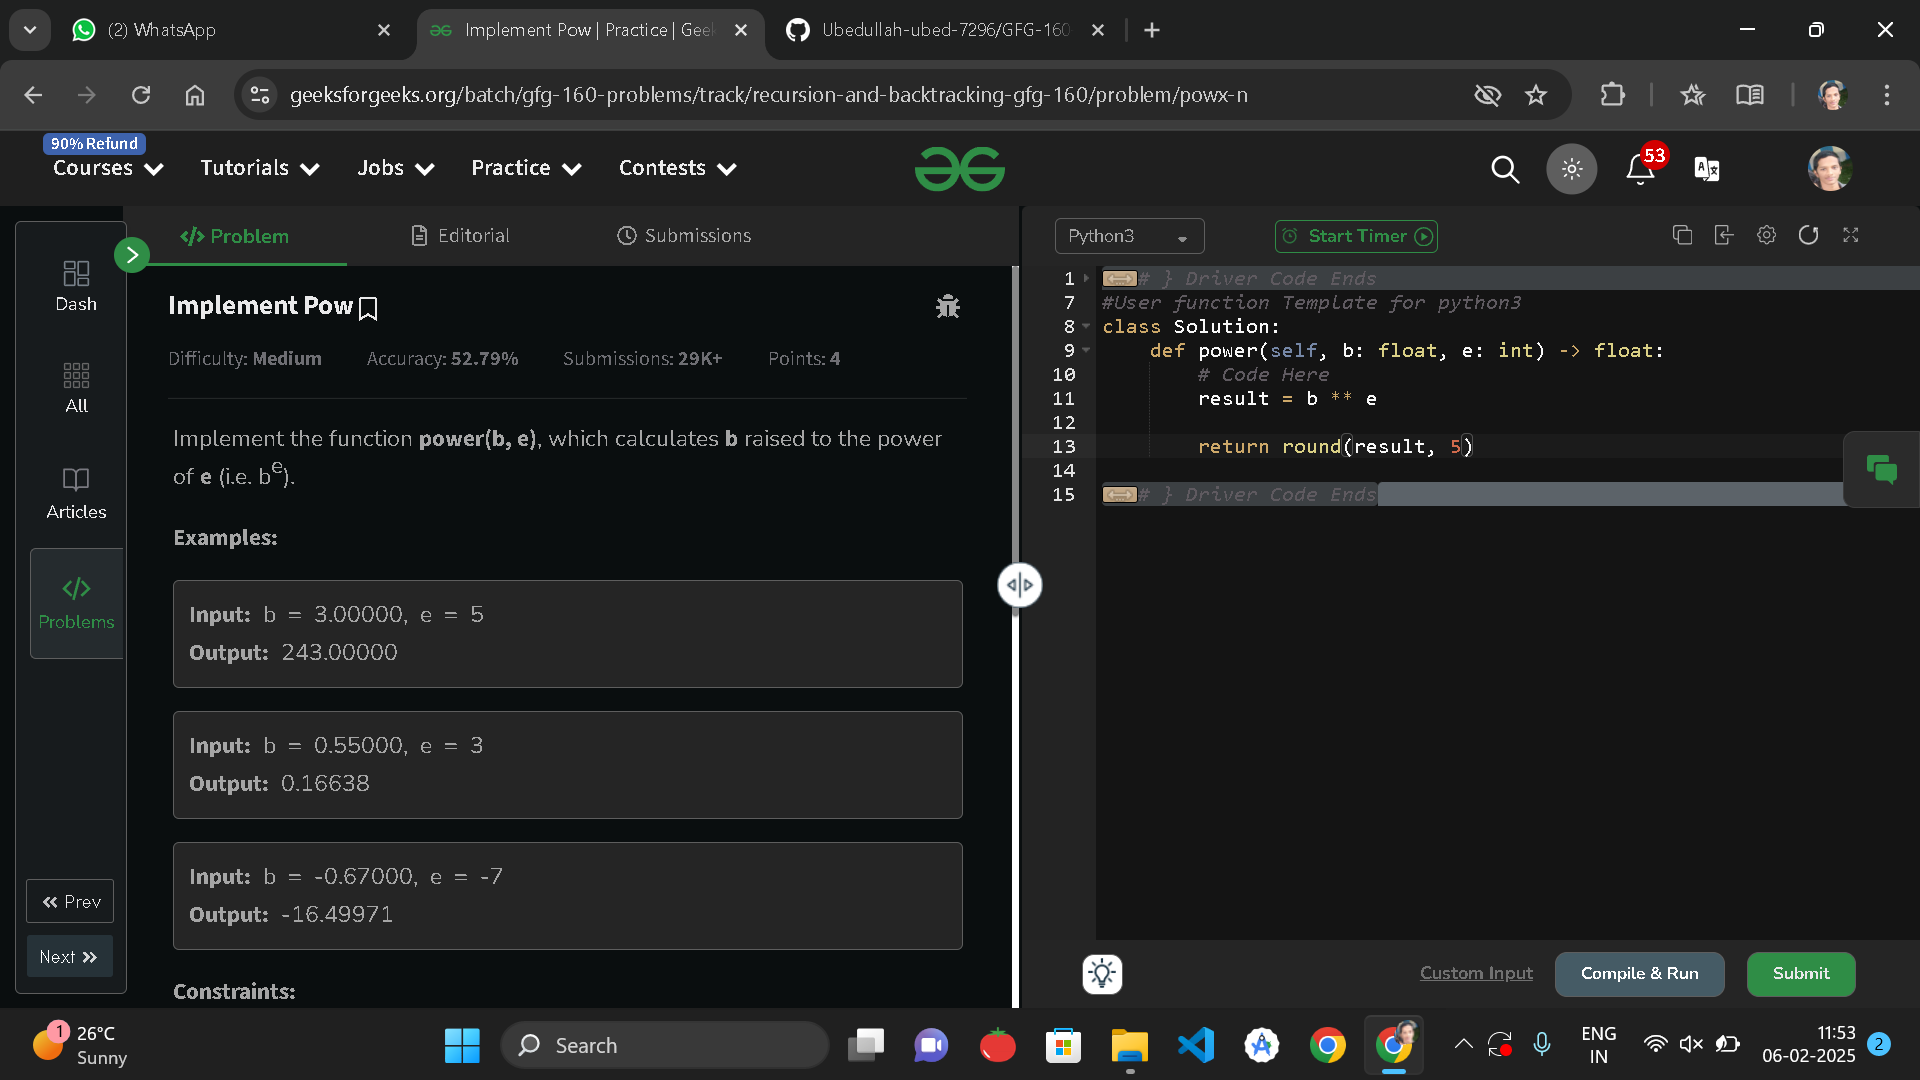 (2) WhatsApp
Implement Pow | Practice | Geek
Ubedullah-ubed-7296/GFG-160
geeksforgeeks.org/batch/gfg-160-problems/track/recursion-and-backtracking-gfg-160/problem/powx-n
90% Refund
Courses
Tutorials
Jobs
Practice
Contests
53
Dash
All
Articles
Problems
Prev
Next
Problem
Editorial
Submissions
Implement Pow
Difficulty: Medium
Accuracy: 52.79%
Submissions: 29K+
Points: 4
Implement the function power(b, e), which calculates b raised to the power
of e (i.e. b^e).
Examples:
Input: b = 3.00000, e = 5
Output: 243.00000
Input: b = 0.55000, e = 3
Output: 0.16638
Input: b = -0.67000, e = -7
Output: -16.49971
Constraints:
Python3
Start Timer
1 # } Driver Code Ends
7 #User function Template for python3
8 class Solution:
9 def power(self, b: float, e: int) -> float:
10 # Code Here
11 result = b ** e
12
13 return round(result, 5)
14
15 # } Driver Code Ends
Custom Input
Compile & Run
Submit
1
26°C
Sunny
Search
ENG
IN
11:53
06-02-2025
2